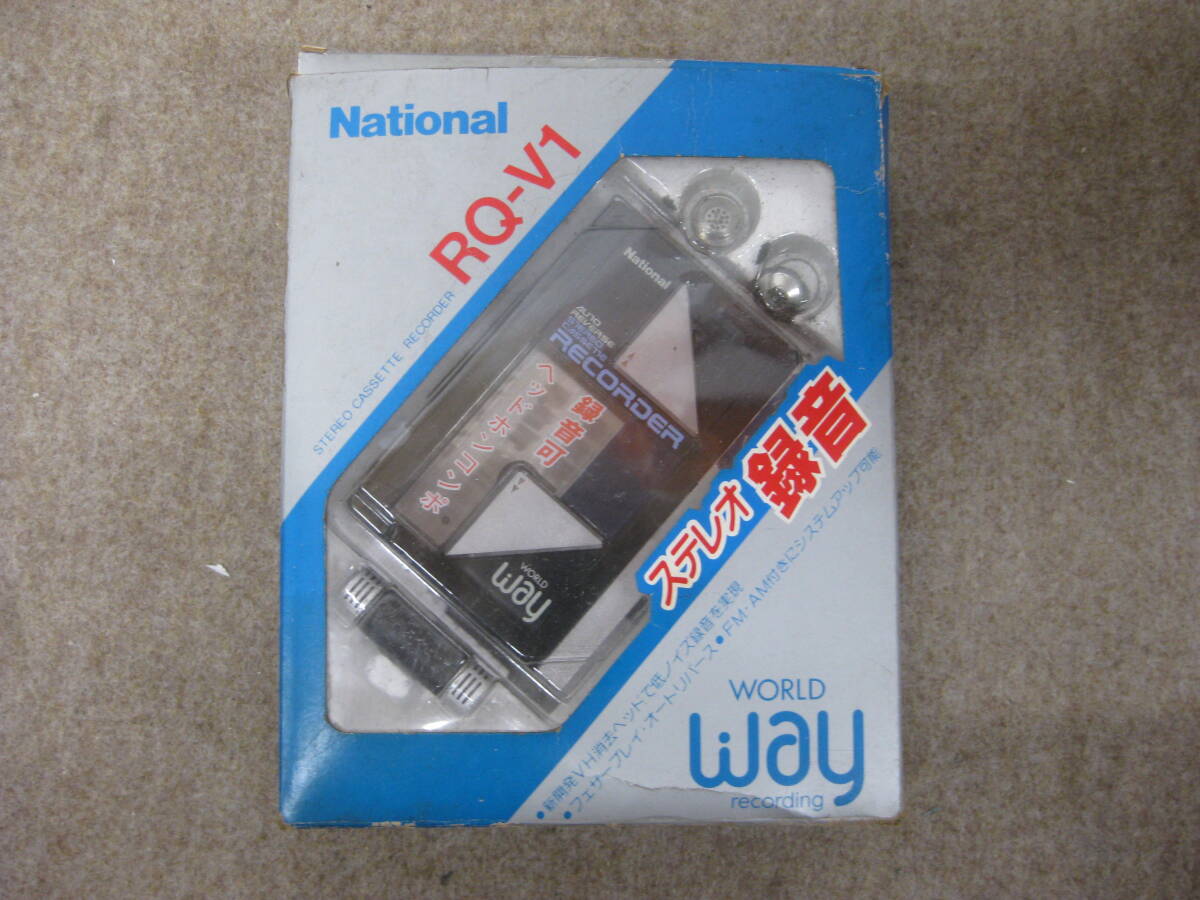 National
RQ-V1
STEREO CASSETTE RECORDER
National
AUTO
REVERSE
STEREO
CASSETTE
RECORDER
録音可
ヘッドホンコンポ
WORLD
Way
ステレオ録音
●新開発VH消去ヘッドで低ノイズ録音を実現
●フェザープレイ・オートリバース●FM・AM付きにシステムアップ可能
WORLD
Way
recording